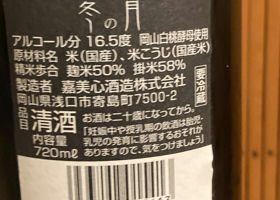 冬の月
アルコール分 16.5度 岡山白桃酵母使用
原材料名 米(国産)、米こうじ(国産米)
精米歩合 麹米50% 掛米58%
製造者 嘉美心酒造株式会社
岡山県浅口市寄島町7500-2
要冷蔵
品目 清酒
内容量 720ml
お酒は二十歳になってから。
「妊娠中や授乳期の飲酒は胎児・
乳児の発育に影響するおそれが
ありますので、気をつけましょう」